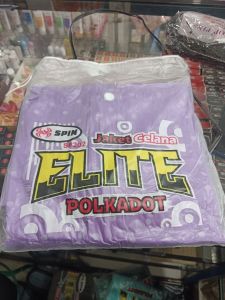 SPIN
Jaket Celana
ELITE
POLKADOT